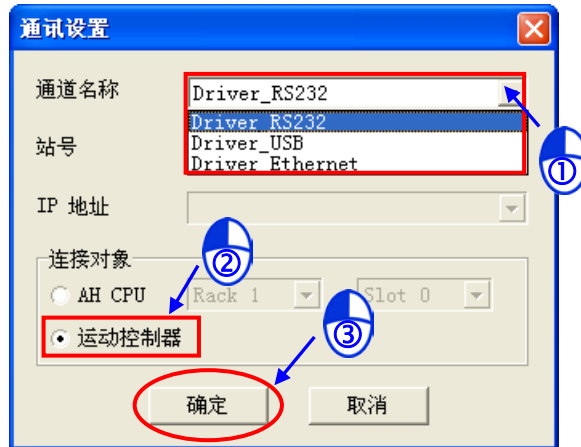 通讯设置
通道名称
Driver_RS232
Driver_RS232
Driver_USB
Driver_Ethernet
站号
①
IP 地址
连接对象
②
AH CPU
Rack 1
Slot 0
运动控制器
③
确定
取消